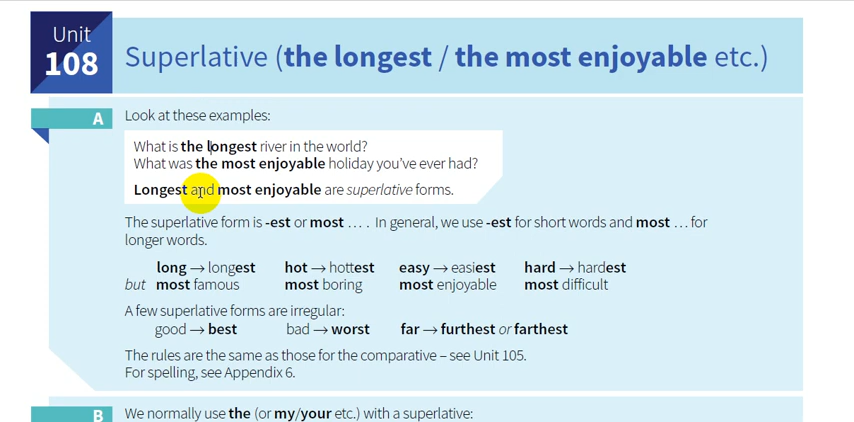 Unit
108
Superlative (the longest / the most enjoyable etc.)
A
Look at these examples:
What is the longest river in the world?
What was the most enjoyable holiday you've ever had?
Longest and most enjoyable are superlative forms.
The superlative form is -est or most … . In general, we use -est for short words and most … for
longer words.
long → longest hot → hottest easy → easiest hard → hardest
but most famous most boring most enjoyable most difficult
A few superlative forms are irregular:
good → best bad → worst far → furthest or farthest
The rules are the same as those for the comparative – see Unit 105.
For spelling, see Appendix 6.
B
We normally use the (or my/your etc.) with a superlative: